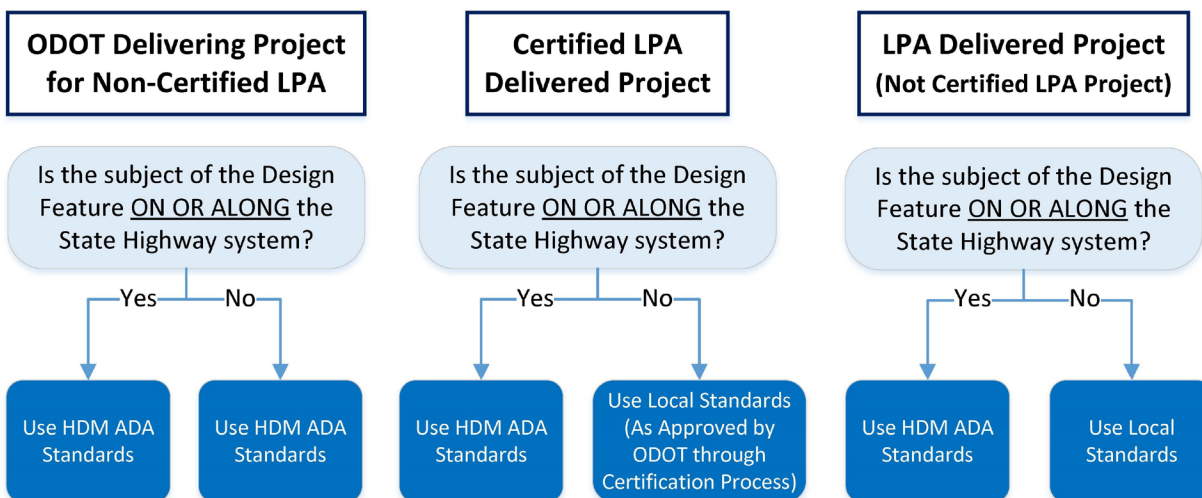 ODOT Delivering Project
for Non-Certified LPA
Is the subject of the Design
Feature ON OR ALONG the
State Highway system?
Yes
No
Use HDM ADA
Standards
Use HDM ADA
Standards
Certified LPA
Delivered Project
Is the subject of the Design
Feature ON OR ALONG the
State Highway system?
Yes
No
Use HDM ADA
Standards
Use Local Standards
(As Approved by
ODOT through
Certification Process)
LPA Delivered Project
(Not Certified LPA Project)
Is the subject of the Design
Feature ON OR ALONG the
State Highway system?
Yes
No
Use HDM ADA
Standards
Use Local
Standards